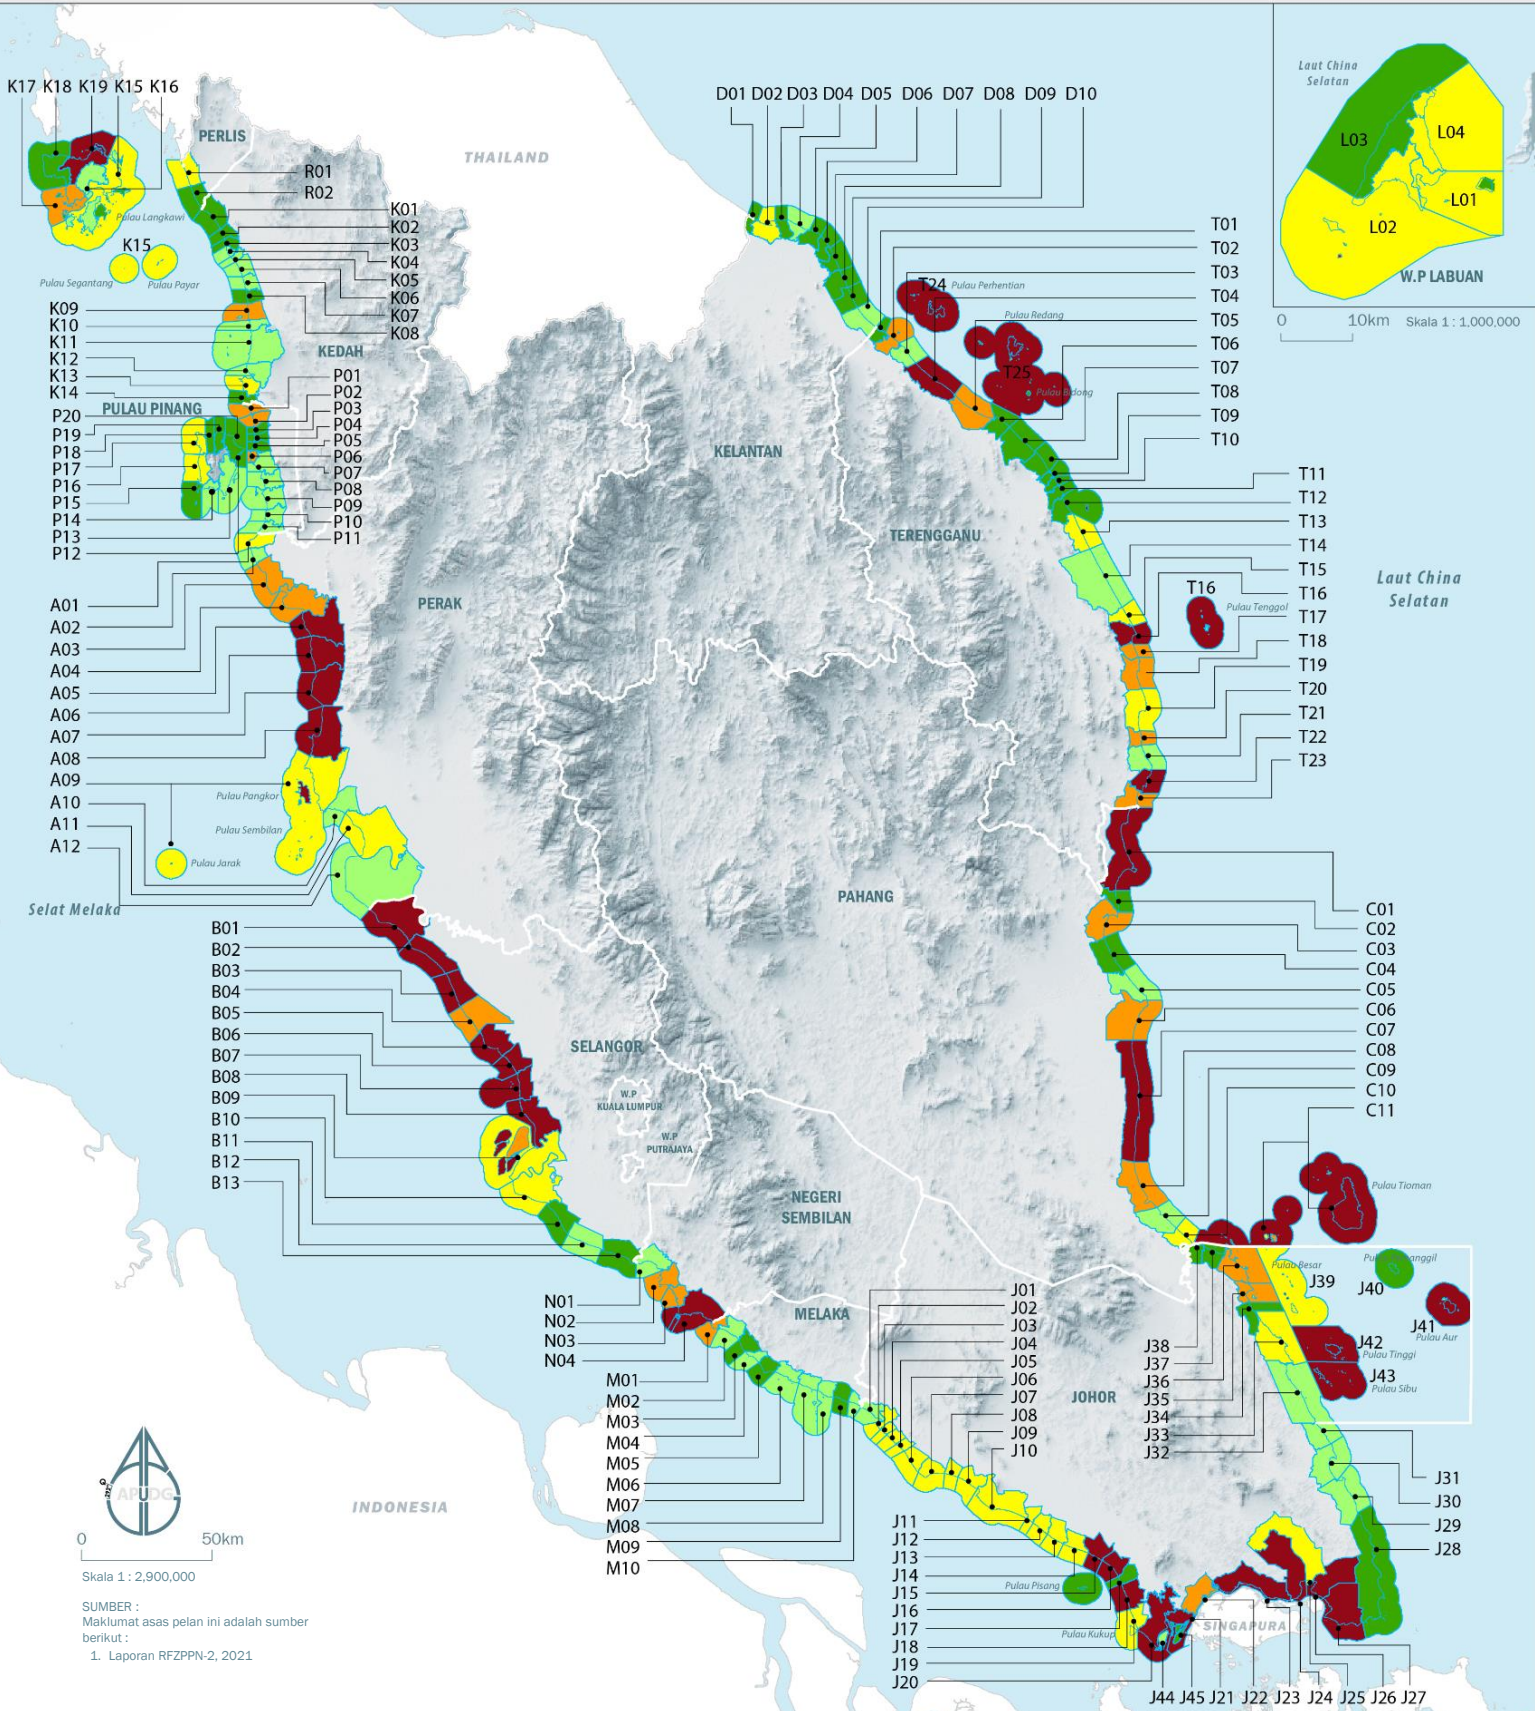 K17 K18 K19 K15 K16
PERLIS
THAILAND
D01 D02 D03 D04 D05 D06 D07 D08 D09 D10
Laut China
Selatan
L03
L04
L01
L02
W.P LABUAN
0 10km Skala 1 : 1,000,000
R01
R02
Pulau Langkawi
K15
Pulau Segantang
Pulau Payar
K01
K02
K03
K04
K05
K06
K07
K08
K09
K10
K11
K12
K13
K14
KEDAH
PULAU PINANG
P20
P19
P18
P17
P16
P15
P14
P13
P12
P01
P02
P03
P04
P05
P06
P07
P08
P09
P10
P11
T01
T02
T03
T04
T05
T06
T07
T08
T09
T10
T24
Pulau Perhentian
Pulau Redang
T25
Pulau Bidong
KELANTAN
TERENGGANU
T11
T12
T13
T14
T15
T16
T17
T18
T19
T20
T21
T22
T23
T16
Pulau Tenggol
Laut China
Selatan
PERAK
A01
A02
A03
A04
A05
A06
A07
A08
A09
A10
A11
A12
Pulau Pangkor
Pulau Sembilan
Pulau Jarak
Selat Melaka
PAHANG
B01
B02
B03
B04
B05
B06
B07
B08
B09
B10
B11
B12
B13
SELANGOR
W.P
KUALA LUMPUR
W.P
PUTRAJAYA
NEGERI
SEMBILAN
C01
C02
C03
C04
C05
C06
C07
C08
C09
C10
C11
Pulau Tioman
Pulau Besar
J39
J40
J41
Pulau Aur
J42
Pulau Tinggi
J43
Pulau Sibu
N01
N02
N03
N04
MELAKA
M01
M02
M03
M04
M05
M06
M07
M08
M09
M10
J01
J02
J03
J04
J05
J06
J07
J08
J09
J10
JOHOR
J38
J37
J36
J35
J34
J33
J32
J31
J30
J29
J28
J11
J12
J13
J14
J15
J16
J17
J18
J19
J20
Pulau Pisang
Pulau Kukup
SINGAPURA
J44 J45 J21 J22 J23 J24 J25 J26 J27
INDONESIA
APUDG
0 50km
Skala 1 : 2,900,000
SUMBER :
Maklumat asas pelan ini adalah sumber
berikut :
1. Laporan RFZPPN-2, 2021